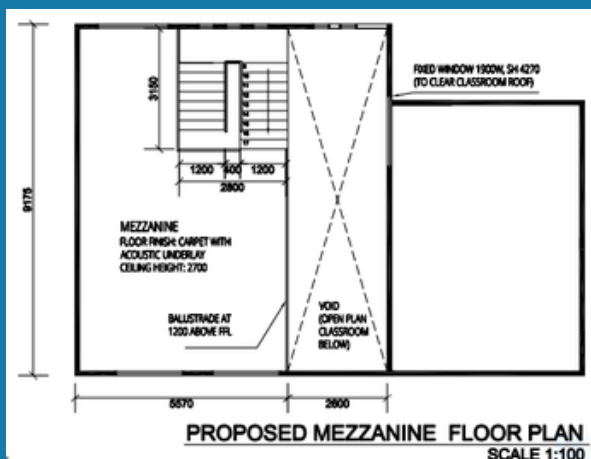 FIXED WINDOW 1900W, SH 4270
(TO CLEAR CLASSROOM ROOF)
3150
9175
1200 400 1200
2800
MEZZANINE
FLOOR FINISH: CARPET WITH
ACOUSTIC UNDERLAY
CEILING HEIGHT: 2700
BALUSTRADE AT
1200 ABOVE FFL
VOID
(OPEN PLAN
CLASSROOM
BELOW)
5570
2600
PROPOSED MEZZANINE FLOOR PLAN
SCALE 1:100